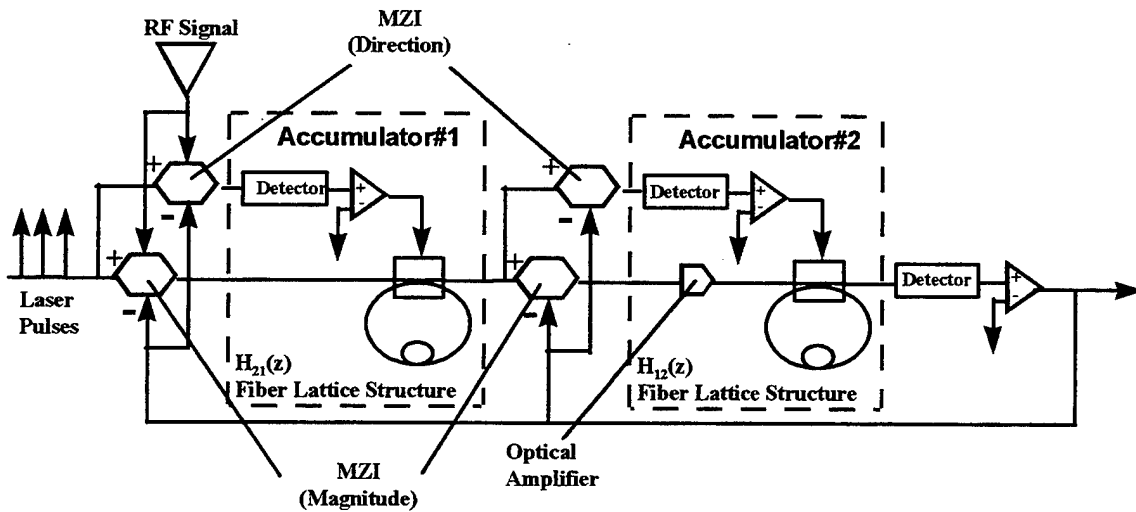 RF Signal
MZI
(Direction)
Accumulator#1
Accumulator#2
+
+
Detector
+
-
Detector
+
-
-
-
+
+
Detector
+
-
Laser
Pulses
-
-
H21(z)
Fiber Lattice Structure
H12(z)
Fiber Lattice Structure
MZI
(Magnitude)
Optical
Amplifier